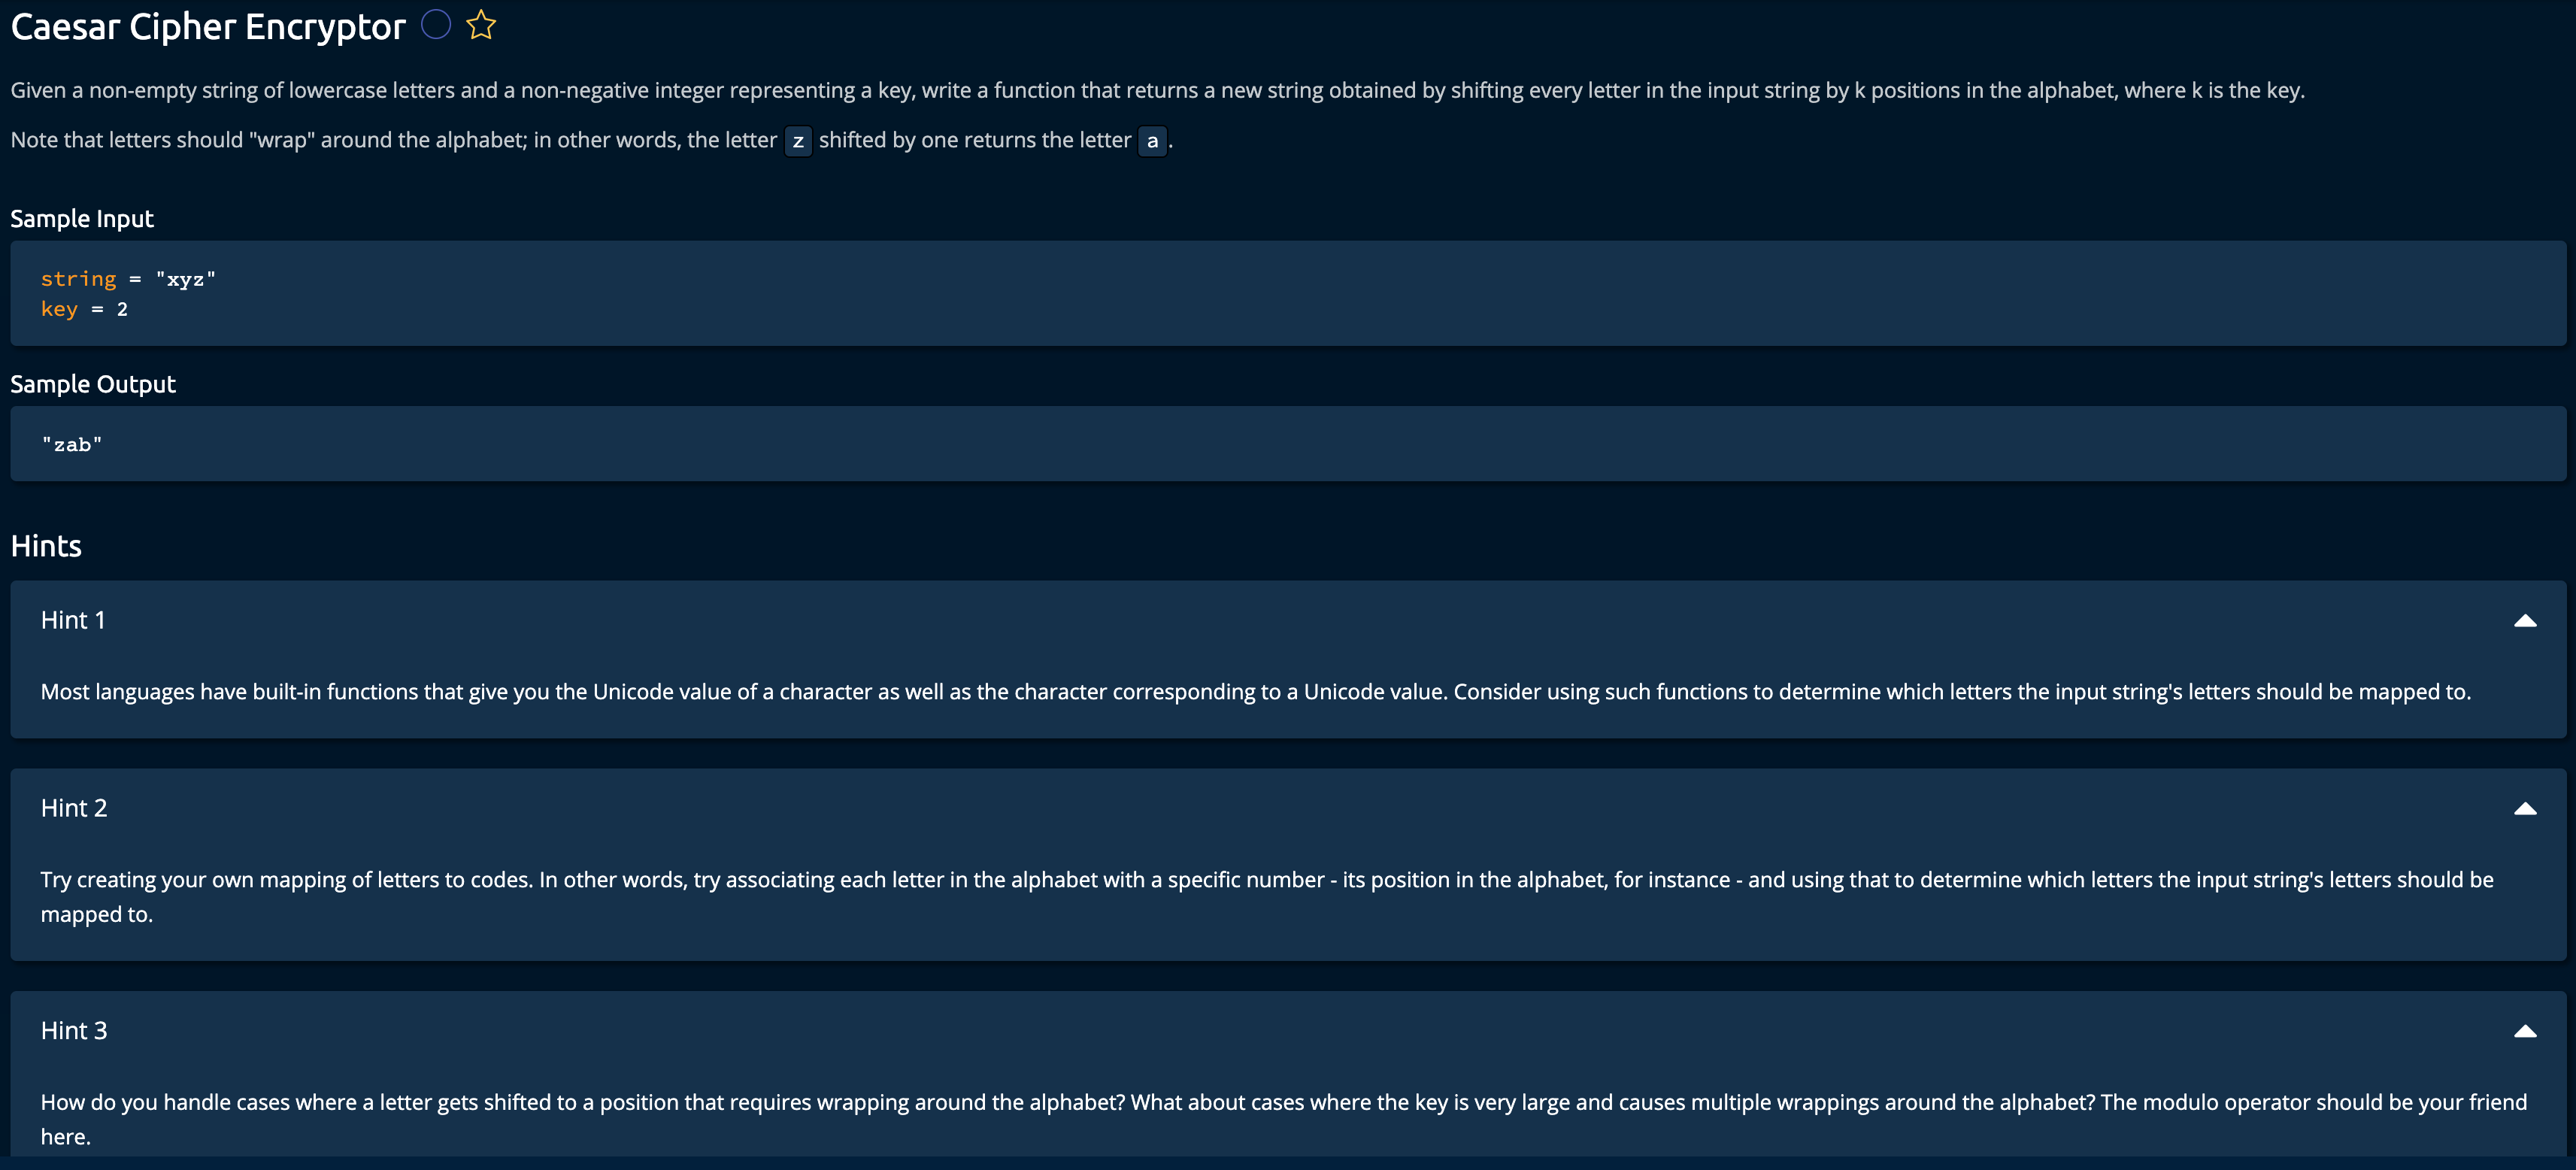 Caesar Cipher Encryptor
Given a non-empty string of lowercase letters and a non-negative integer representing a key, write a function that returns a new string obtained by shifting every letter in the input string by k positions in the alphabet, where k is the key.
Note that letters should "wrap" around the alphabet; in other words, the letter z shifted by one returns the letter a.
Sample Input
string = "xyz"
key = 2
Sample Output
"zab"
Hints
Hint 1
Most languages have built-in functions that give you the Unicode value of a character as well as the character corresponding to a Unicode value. Consider using such functions to determine which letters the input string's letters should be mapped to.
Hint 2
Try creating your own mapping of letters to codes. In other words, try associating each letter in the alphabet with a specific number - its position in the alphabet, for instance - and using that to determine which letters the input string's letters should be
mapped to.
Hint 3
How do you handle cases where a letter gets shifted to a position that requires wrapping around the alphabet? What about cases where the key is very large and causes multiple wrappings around the alphabet? The modulo operator should be your friend
here.